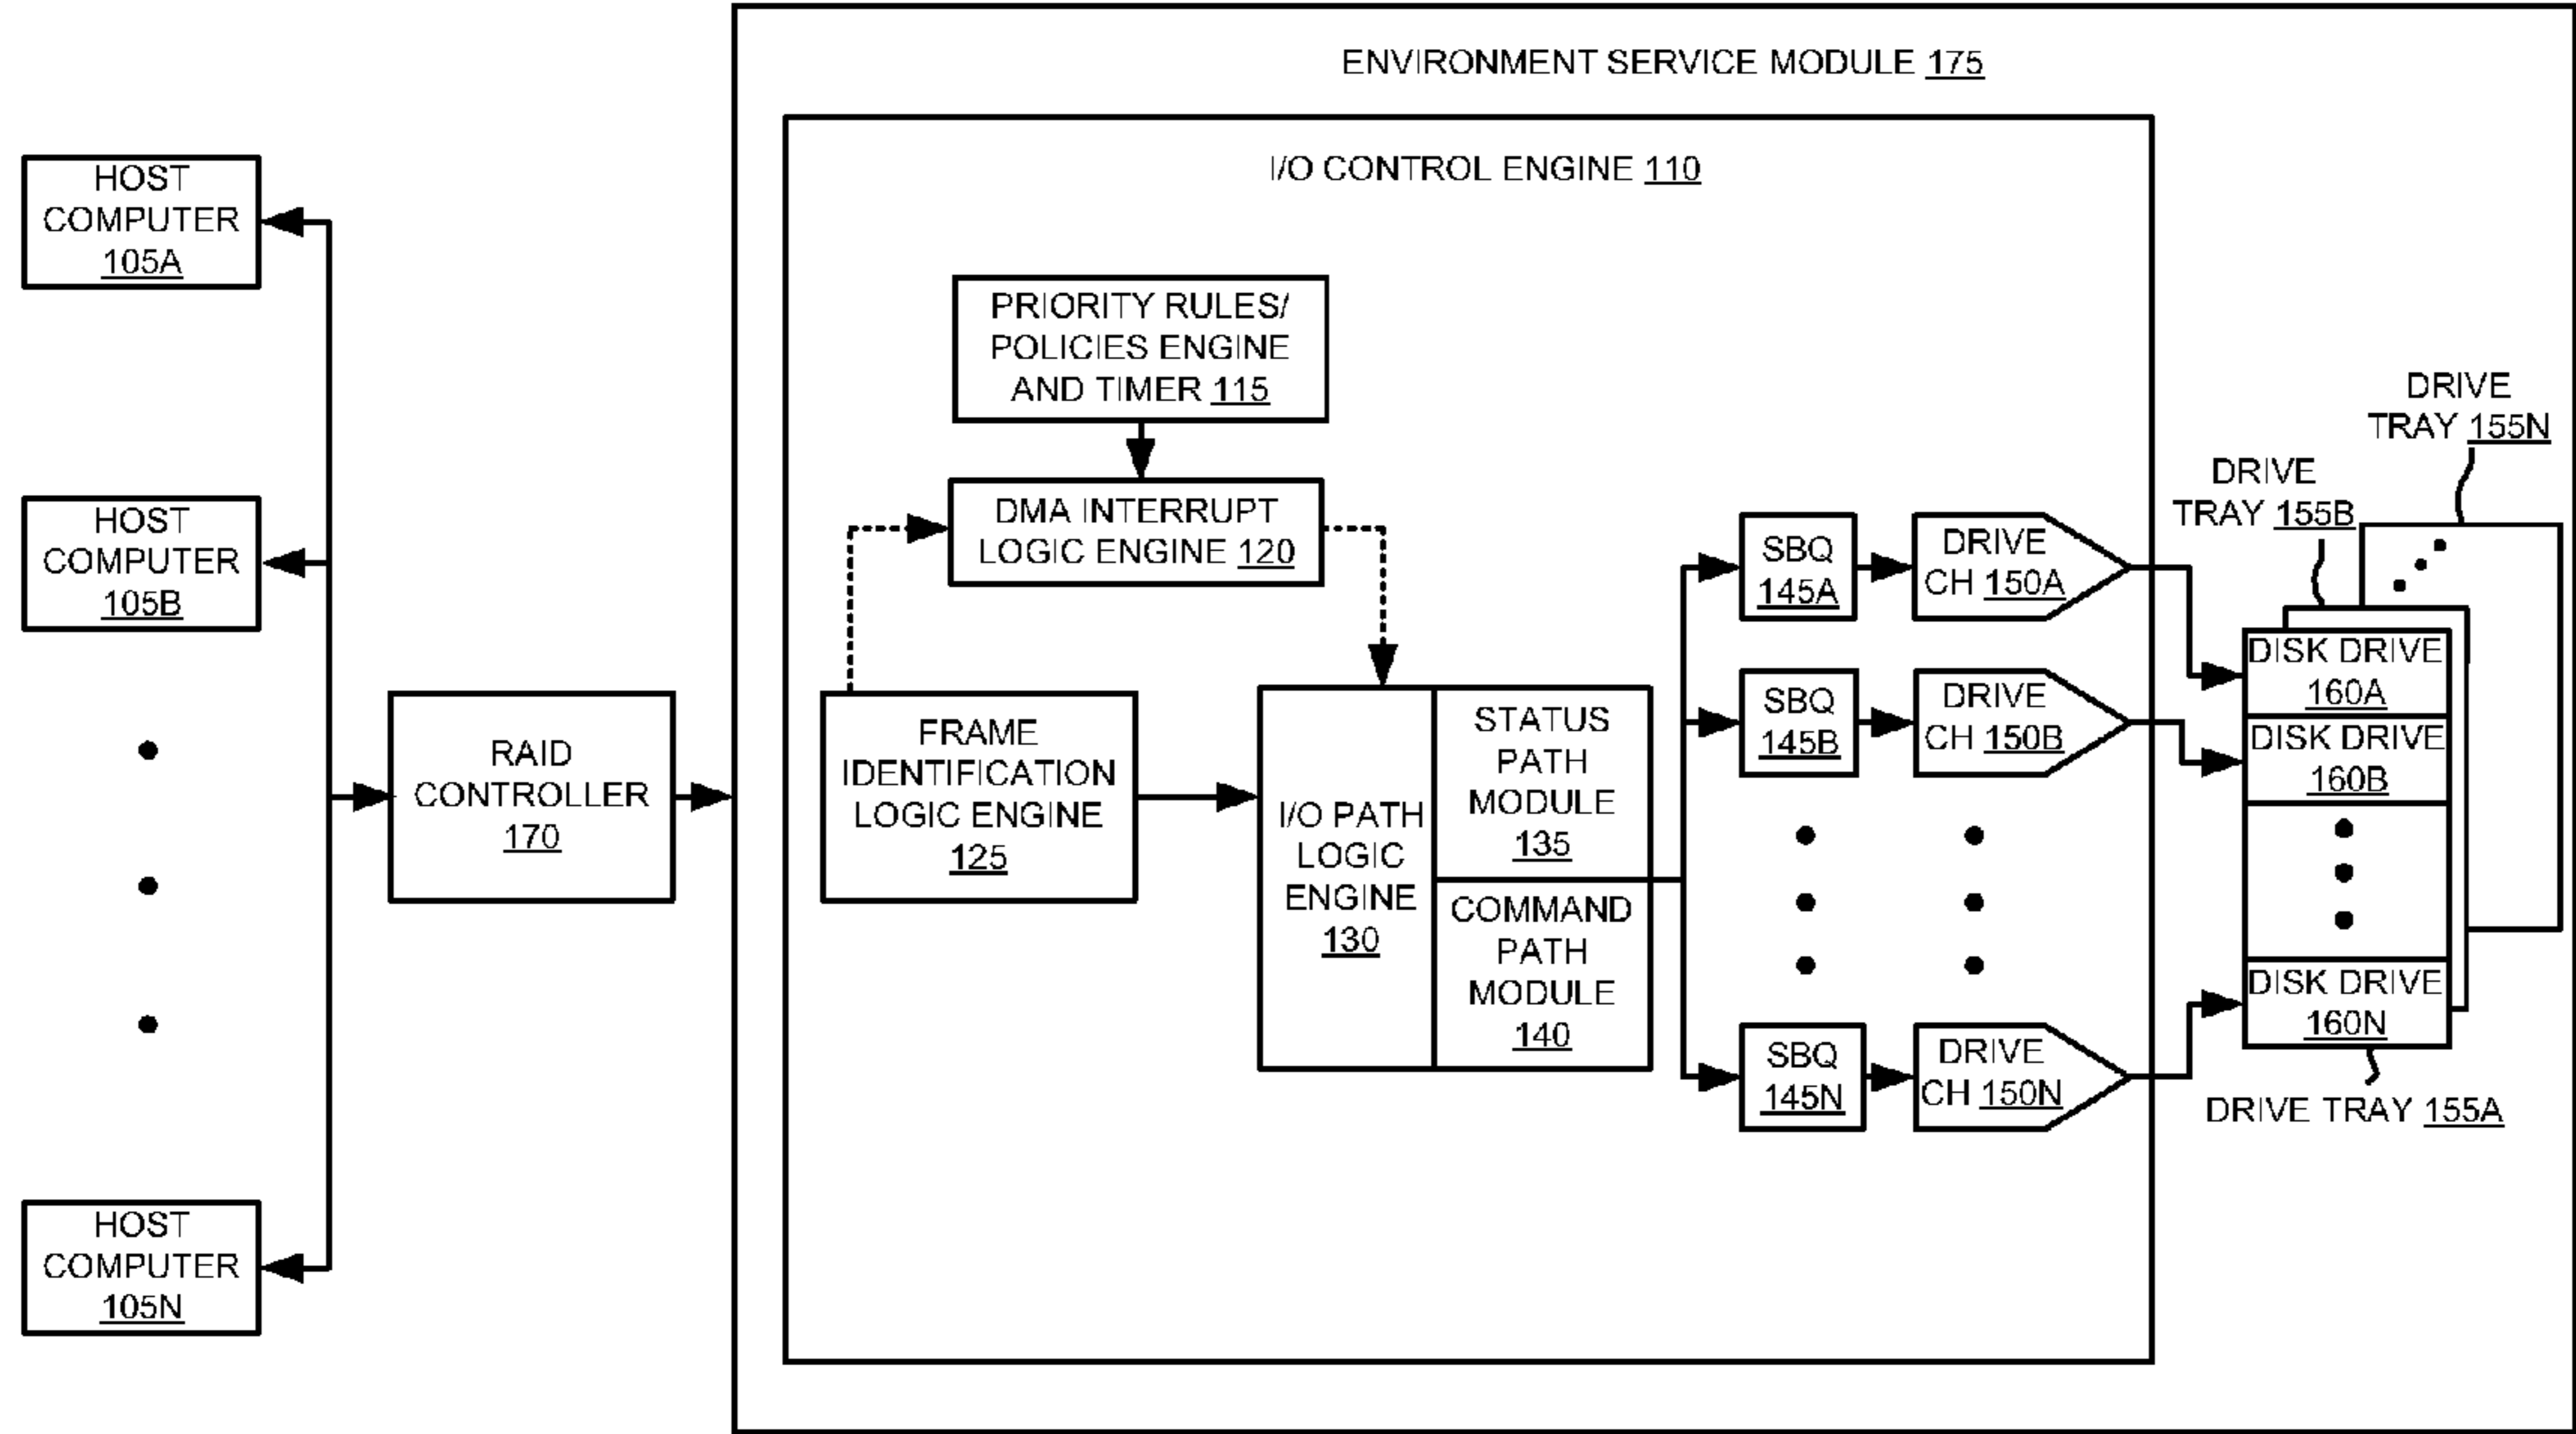 ENVIRONMENT SERVICE MODULE 175
I/O CONTROL ENGINE 110
HOST
COMPUTER
105A
HOST
COMPUTER
105B
HOST
COMPUTER
105N
RAID
CONTROLLER
170
PRIORITY RULES/
POLICIES ENGINE
AND TIMER 115
DMA INTERRUPT
LOGIC ENGINE 120
FRAME
IDENTIFICATION
LOGIC ENGINE
125
I/O PATH
LOGIC
ENGINE
130
STATUS
PATH
MODULE
135
COMMAND
PATH
MODULE
140
SBQ
145A
DRIVE
CH 150A
SBQ
145B
DRIVE
CH 150B
SBQ
145N
DRIVE
CH 150N
DRIVE
TRAY 155N
DRIVE
TRAY 155B
DISK DRIVE
160A
DISK DRIVE
160B
DISK DRIVE
160N
DRIVE TRAY 155A